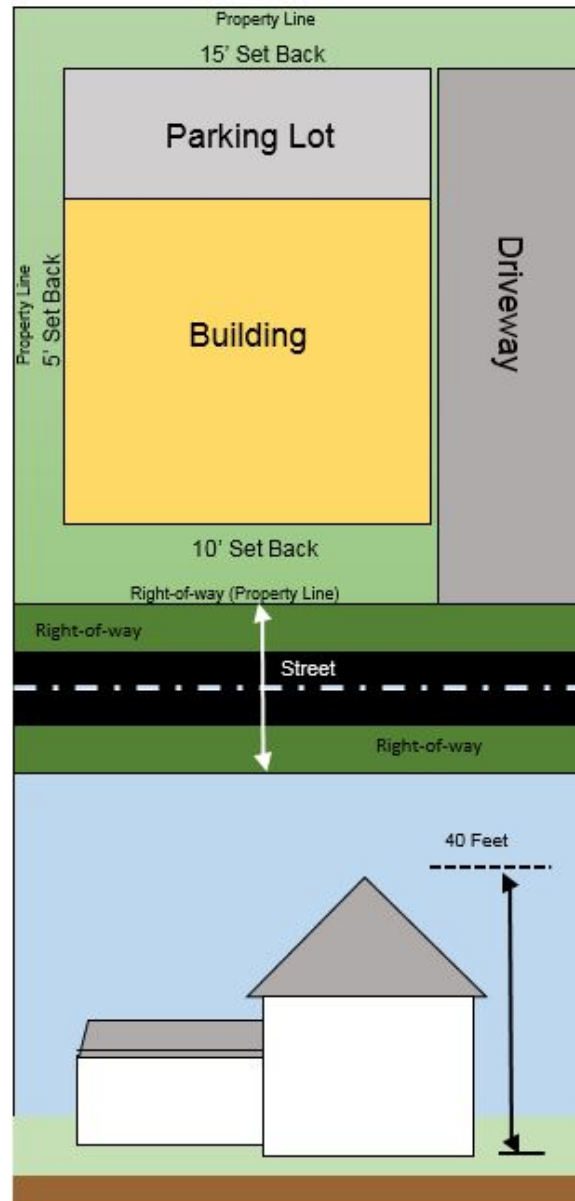 Property Line
15’ Set Back
Parking Lot
Property Line
5’ Set Back
Building
Driveway
10’ Set Back
Right-of-way (Property Line)
Right-of-way
Street
Right-of-way
40 Feet